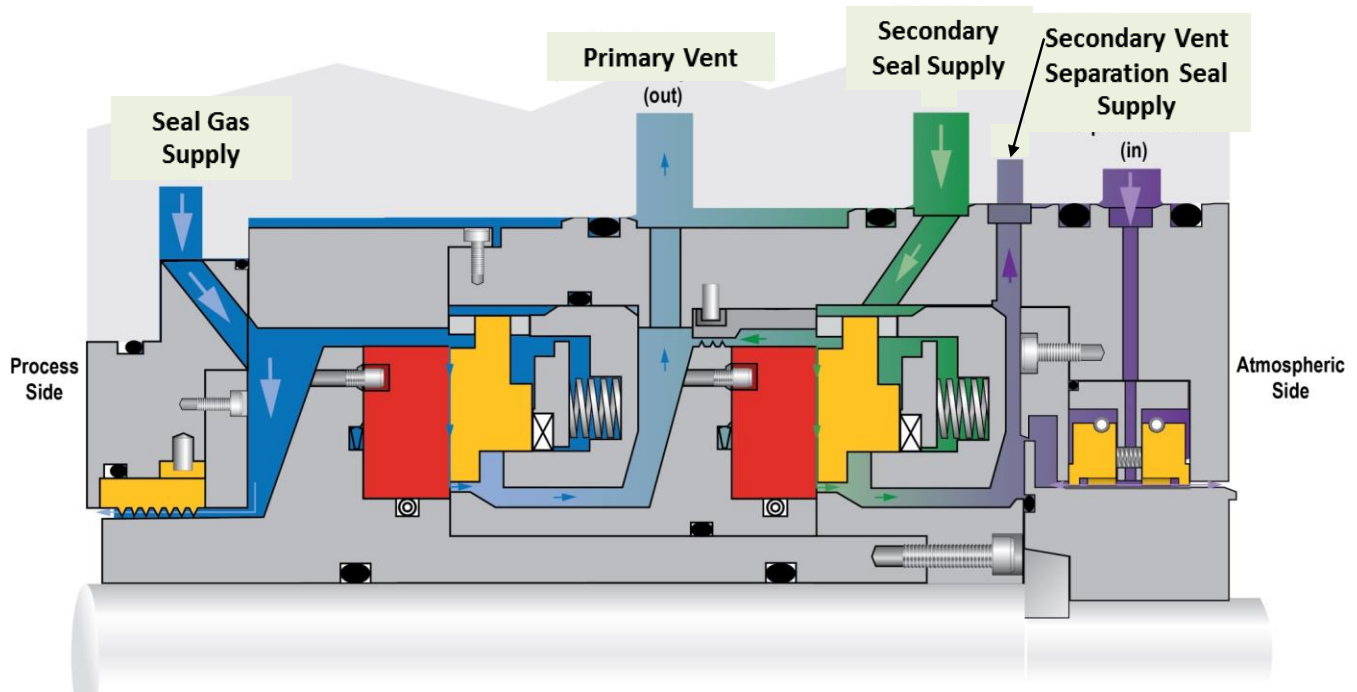 Seal Gas
Supply
Primary Vent
(out)
Secondary
Seal Supply
Secondary Vent
Separation Seal
Supply
(in)
Process
Side
Atmospheric
Side